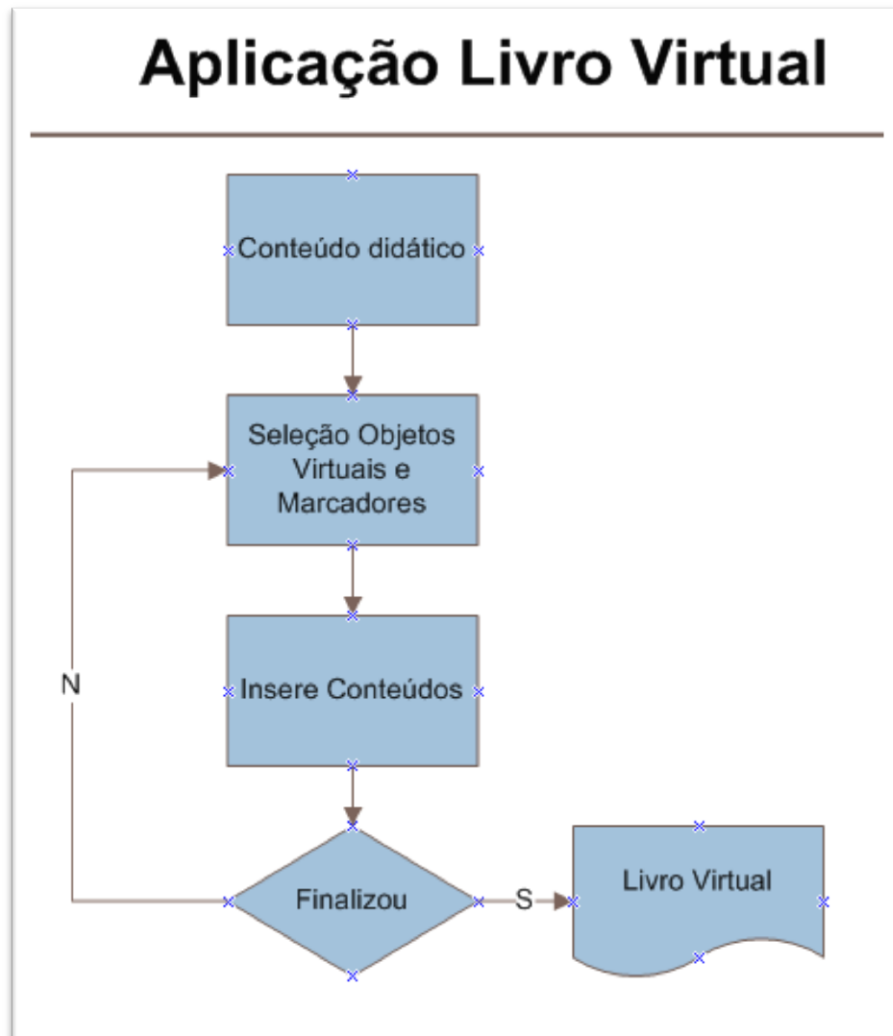 Aplicação Livro Virtual
Conteúdo didático
Seleção Objetos
Virtuais e
Marcadores
N
Insere Conteúdos
Finalizou
S
Livro Virtual